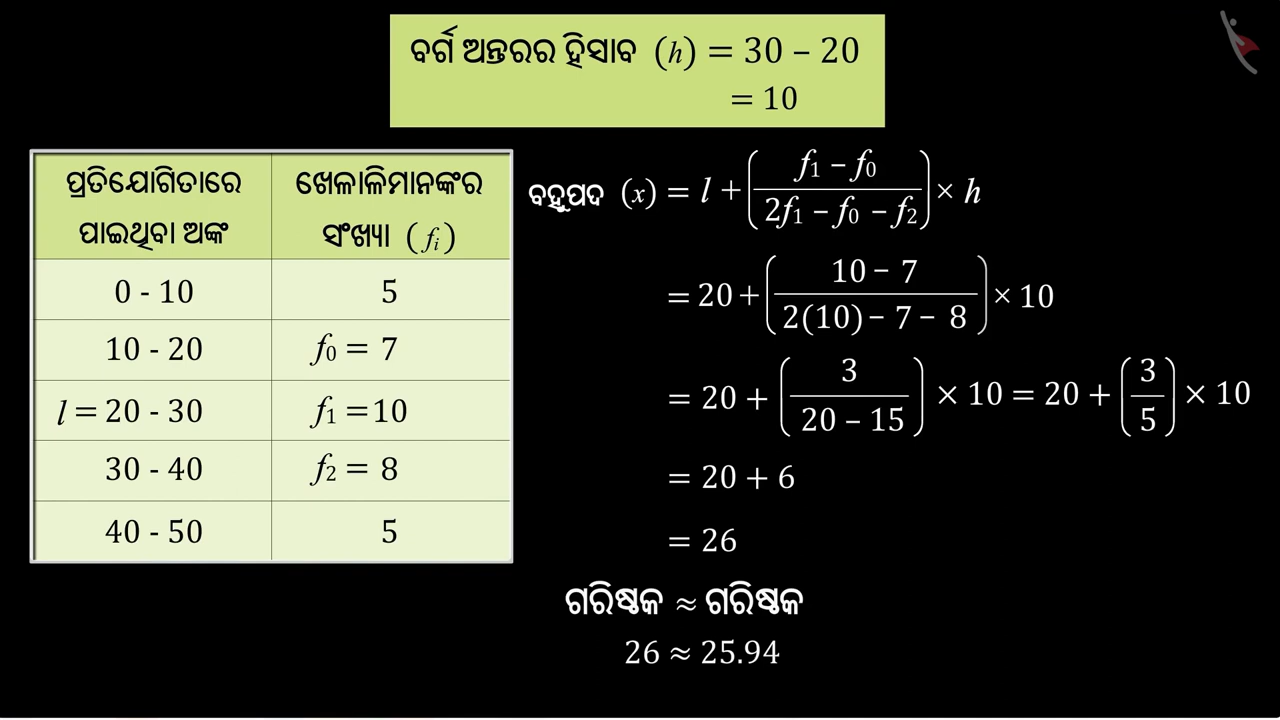 ବର୍ଗ ଅନ୍ତରର ହିସାବ (h) = 30 – 20
= 10
ପ୍ରତିଯୋଗିତାରେ ପାଇଥିବା ଅଙ୍କ | ଖେଳାଳିମାନଙ୍କର ସଂଖ୍ୟା (fᵢ)
0 - 10 | 5
10 - 20 | f₀ = 7
l = 20 - 30 | f₁ = 10
30 - 40 | f₂ = 8
40 - 50 | 5
ବହୁପଦ (x) = l + ((f₁ – f₀)/(2f₁ – f₀ – f₂)) × h
= 20 + ((10 – 7)/(2(10) – 7 – 8)) × 10
= 20 + (3/(20 – 15)) × 10 = 20 + (3/5) × 10
= 20 + 6
= 26
ଗରିଷ୍ଠକ ≈ ଗରିଷ୍ଠକ
26 ≈ 25.94